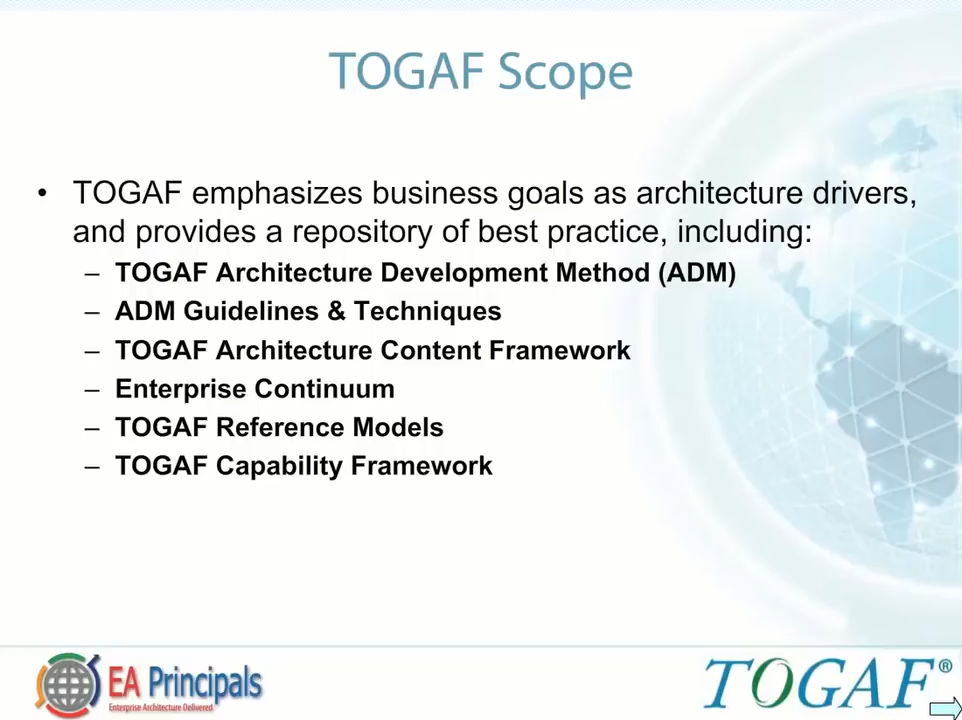 TOGAF Scope
• TOGAF emphasizes business goals as architecture drivers,
and provides a repository of best practice, including:
– TOGAF Architecture Development Method (ADM)
– ADM Guidelines & Techniques
– TOGAF Architecture Content Framework
– Enterprise Continuum
– TOGAF Reference Models
– TOGAF Capability Framework
EA Principals
Enterprise Architecture Delivered
TOGAF®